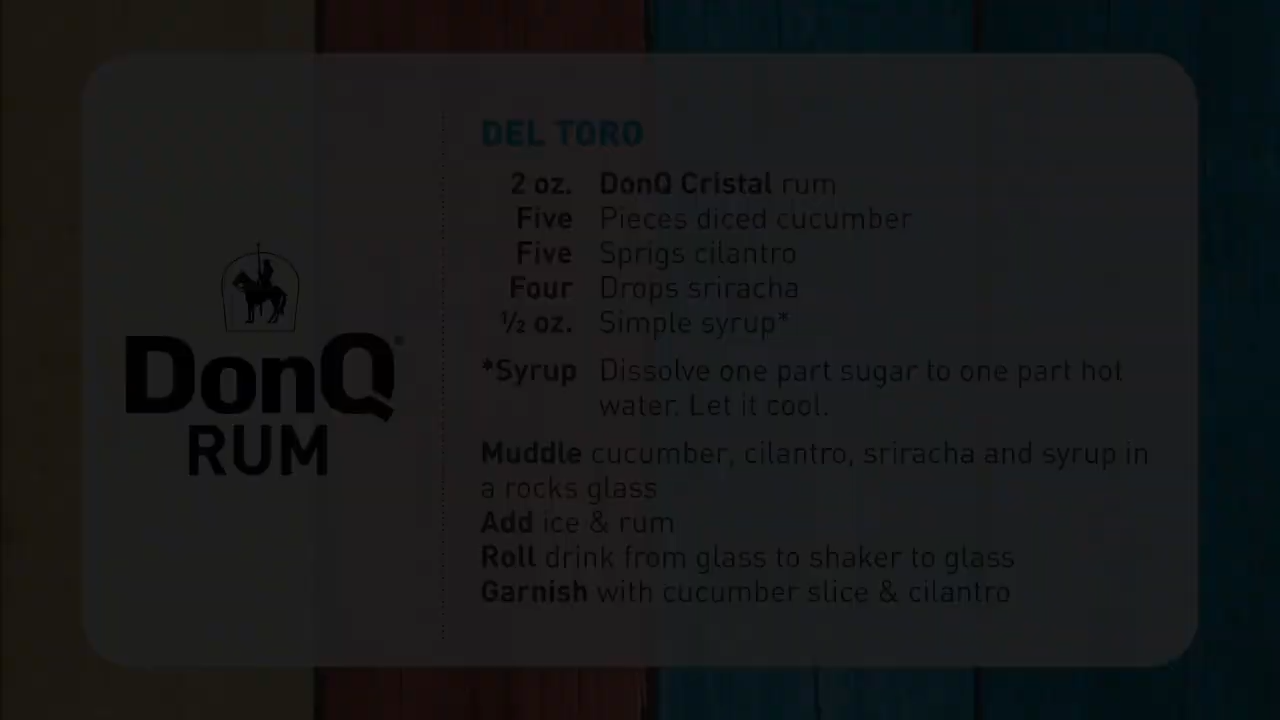 DonQ®
RUM
DEL TORO
2 oz. DonQ Cristal rum
Five Pieces diced cucumber
Five Sprigs cilantro
Four Drops sriracha
½ oz. Simple syrup*
*Syrup Dissolve one part sugar to one part hot
water. Let it cool.
Muddle cucumber, cilantro, sriracha and syrup in
a rocks glass
Add ice & rum
Roll drink from glass to shaker to glass
Garnish with cucumber slice & cilantro